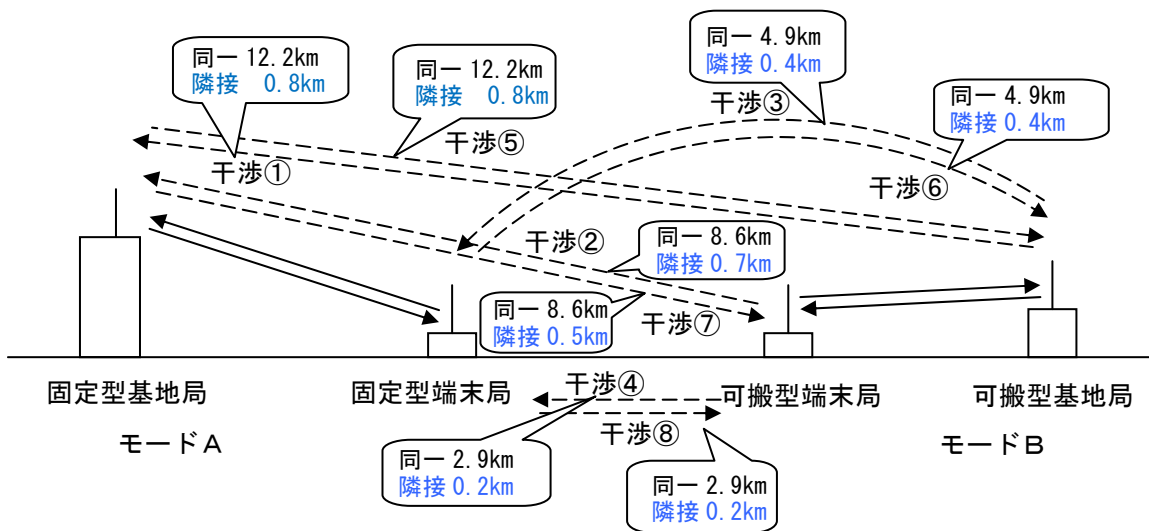 同一 12.2km
隣接 0.8km
同一 12.2km
隣接 0.8km
同一 4.9km
隣接 0.4km
干渉③
同一 4.9km
隣接 0.4km
干渉⑤
干渉①
干渉⑥
干渉②
同一 8.6km
隣接 0.7km
同一 8.6km
隣接 0.5km
干渉⑦
固定型基地局
固定型端末局
干渉④
可搬型端末局
可搬型基地局
モードA
干渉⑧
モードB
同一 2.9km
隣接 0.2km
同一 2.9km
隣接 0.2km